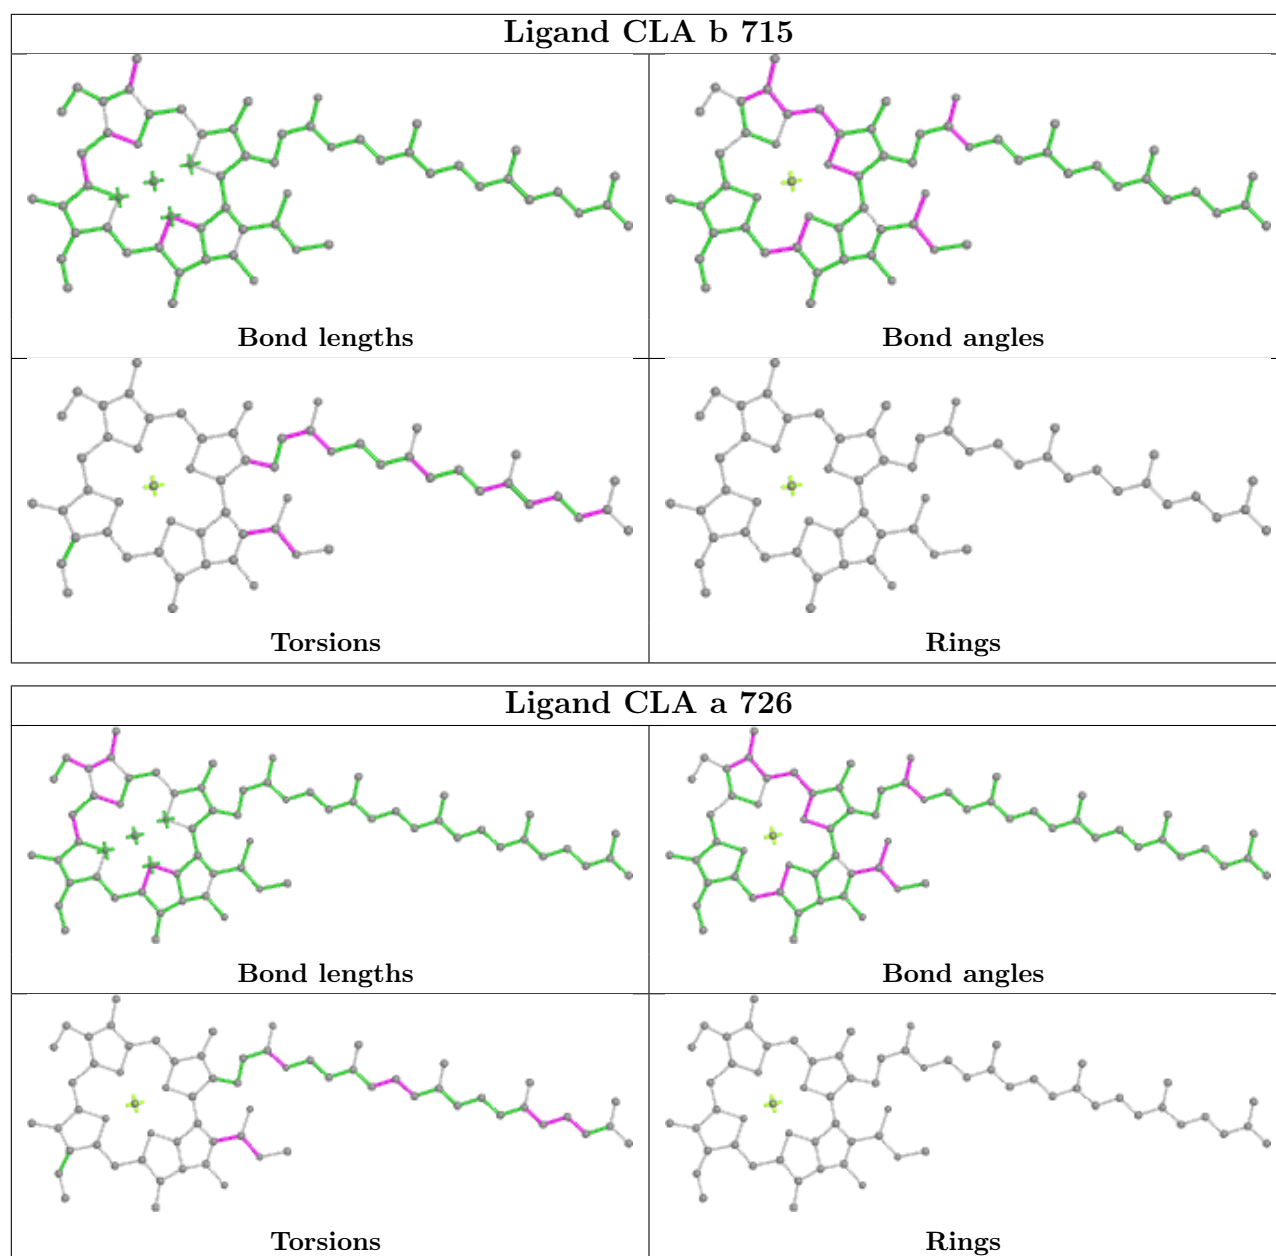 Ligand CLA b 715
Bond lengths
Bond angles
Torsions
Rings
Ligand CLA a 726
Bond lengths
Bond angles
Torsions
Rings